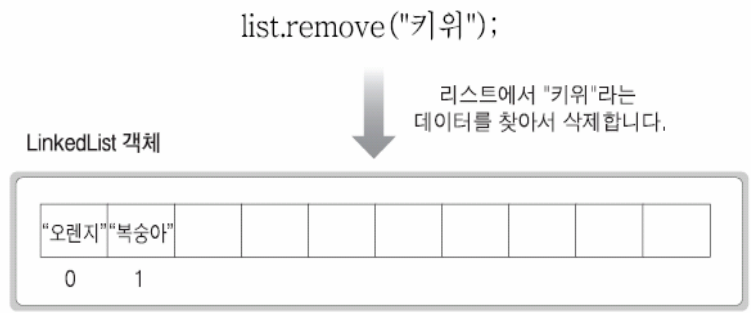 list.remove("키위");
리스트에서 "키위"라는
데이터를 찾아서 삭제합니다.
LinkedList 객체
"오렌지" "복숭아"
0 1